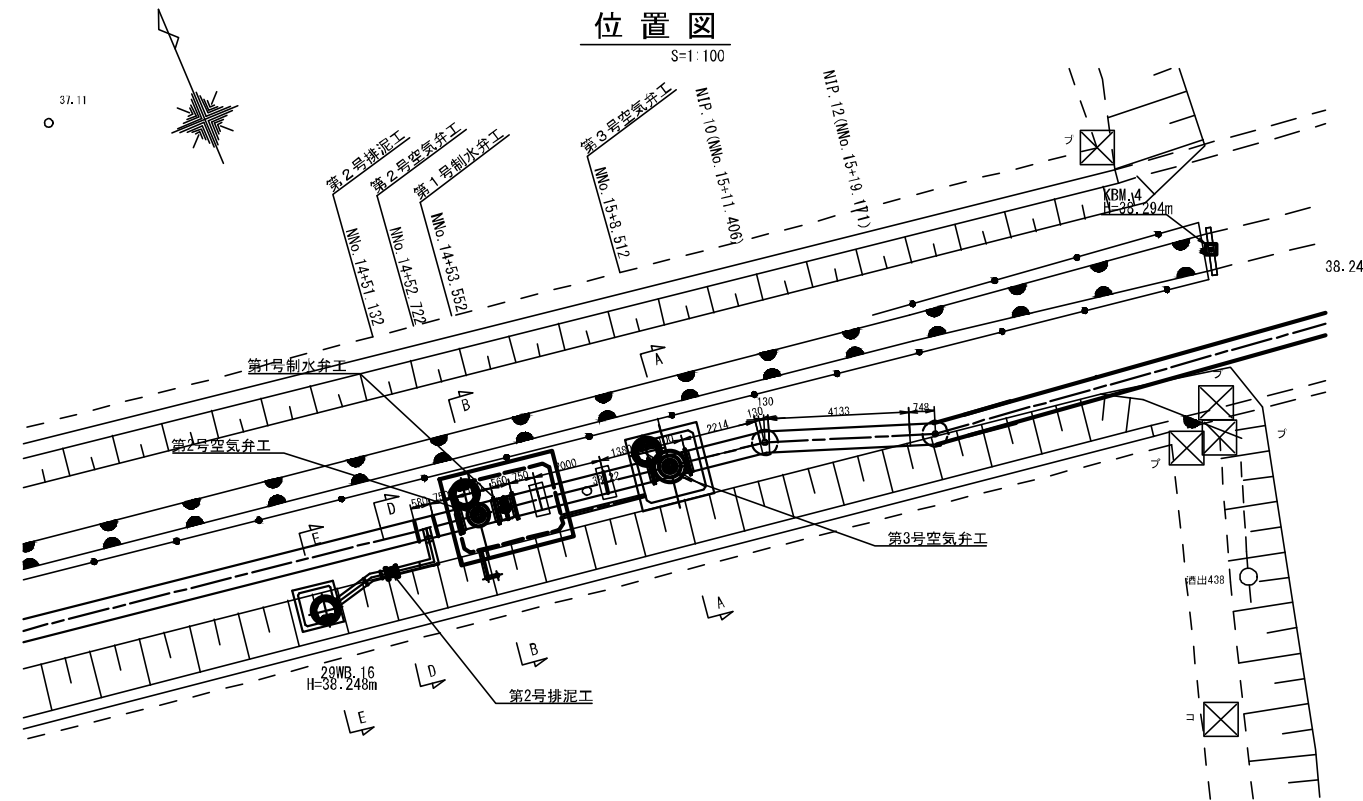 位置図
S=1:100
37.11
第2号排泥工
第2号空気弁工
第1号制水弁工
第3号空気弁工
NNo.14+51.132
NNo.14+52.722
NNo.14+53.552
NNo.15+8.512
NIP.10(NNo.15+11.406)
NIP.12(NNo.15+19.171)
プ
KBM.4
H=38.294m
38.24
第1号制水弁工
A
B
第2号空気弁工
D
E
580
750
560
750
2000
1380
2214
130
130
4133
748
プ
プ
プ
第3号空気弁工
酒出438
A
B
D
E
29WB.16
H=38.248m
第2号排泥工
コ